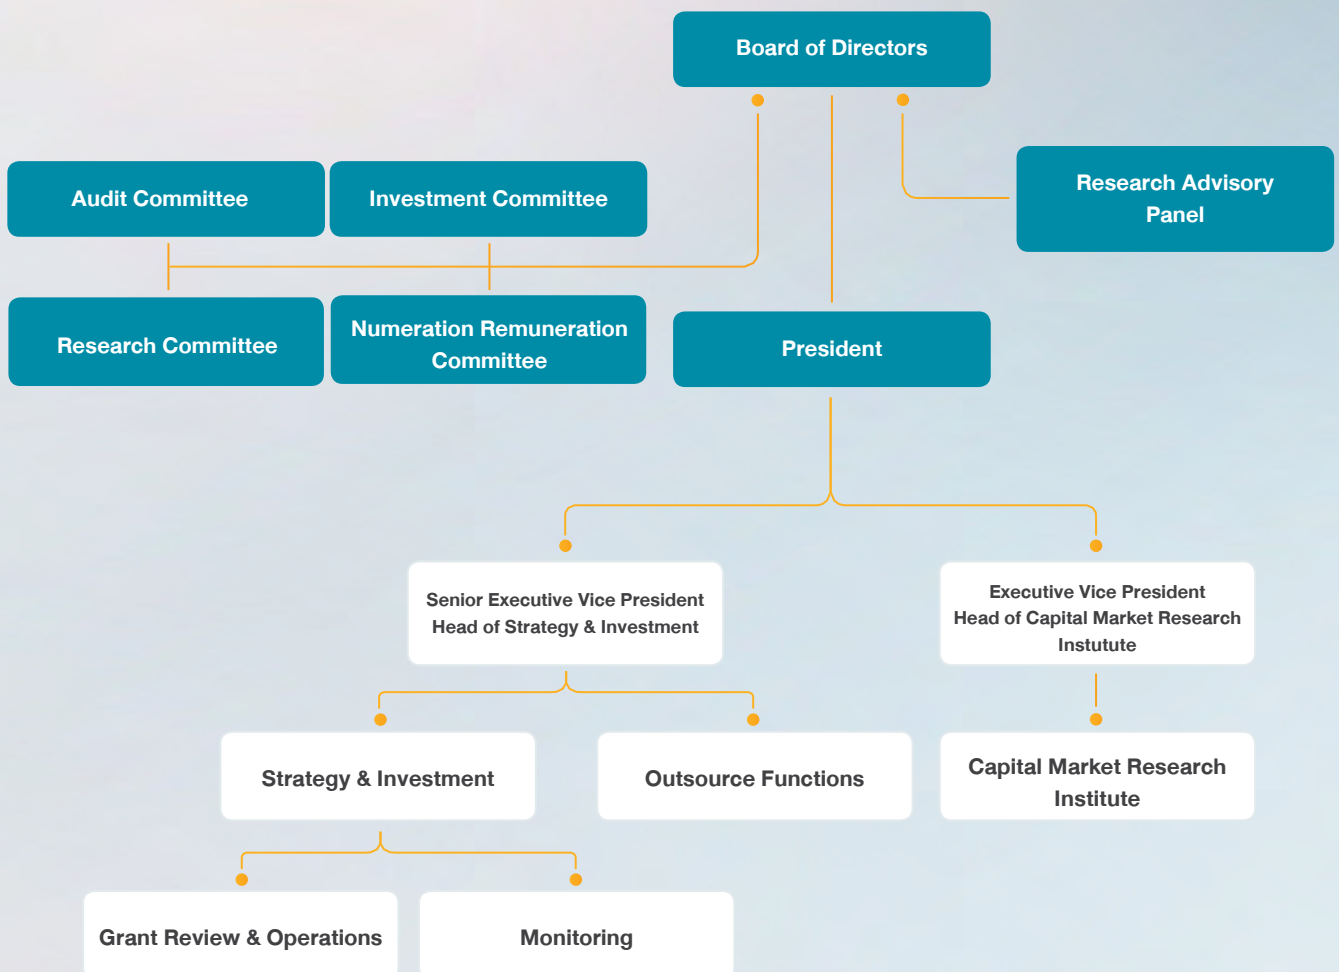 Board of Directors
Audit Committee
Investment Committee
Research Advisory
Panel
Research Committee
Numeration Remuneration
Committee
President
Senior Executive Vice President
Head of Strategy & Investment
Executive Vice President
Head of Capital Market Research
Instutute
Strategy & Investment
Outsource Functions
Capital Market Research
Institute
Grant Review & Operations
Monitoring